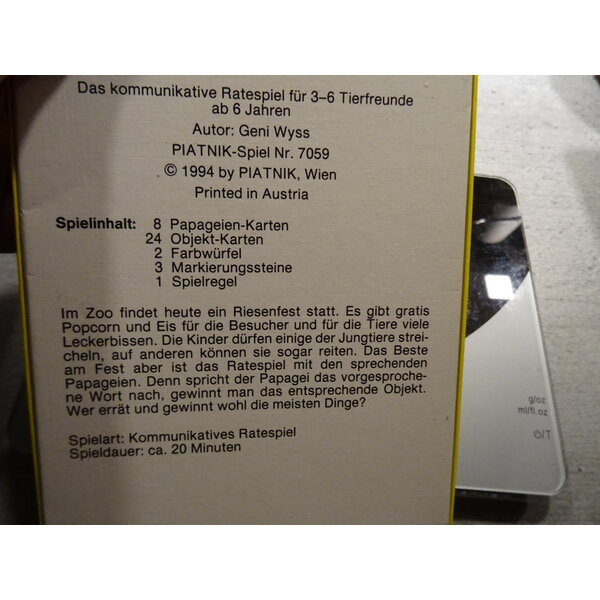 Das kommunikative Ratespiel für 3–6 Tierfreunde
ab 6 Jahren
Autor: Geni Wyss
PIATNIK-Spiel Nr. 7059
© 1994 by PIATNIK, Wien
Printed in Austria
Spielinhalt: 8 Papageien-Karten
24 Objekt-Karten
2 Farbwürfel
3 Markierungssteine
1 Spielregel
Im Zoo findet heute ein Riesenfest statt. Es gibt gratis
Popcorn und Eis für die Besucher und für die Tiere viele
Leckerbissen. Die Kinder dürfen einige der Jungtiere strei-
cheln, auf anderen können sie sogar reiten. Das Beste
am Fest aber ist das Ratespiel mit den sprechenden
Papageien. Denn spricht der Papagei das vorgesproche-
ne Wort nach, gewinnt man das entsprechende Objekt.
Wer errät und gewinnt wohl die meisten Dinge?
Spielart: Kommunikatives Ratespiel
Spieldauer: ca. 20 Minuten
g/oz
ml/fl.oz
⏻/T